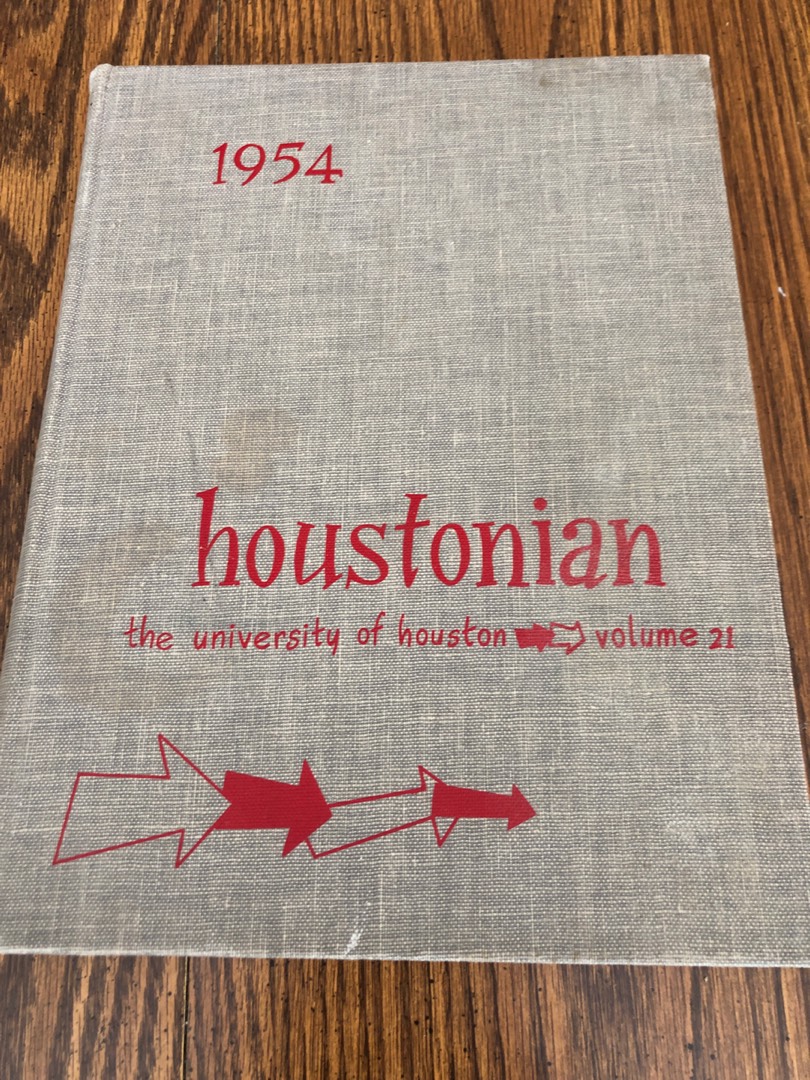 1954
houstonian
the university of houston volume 21